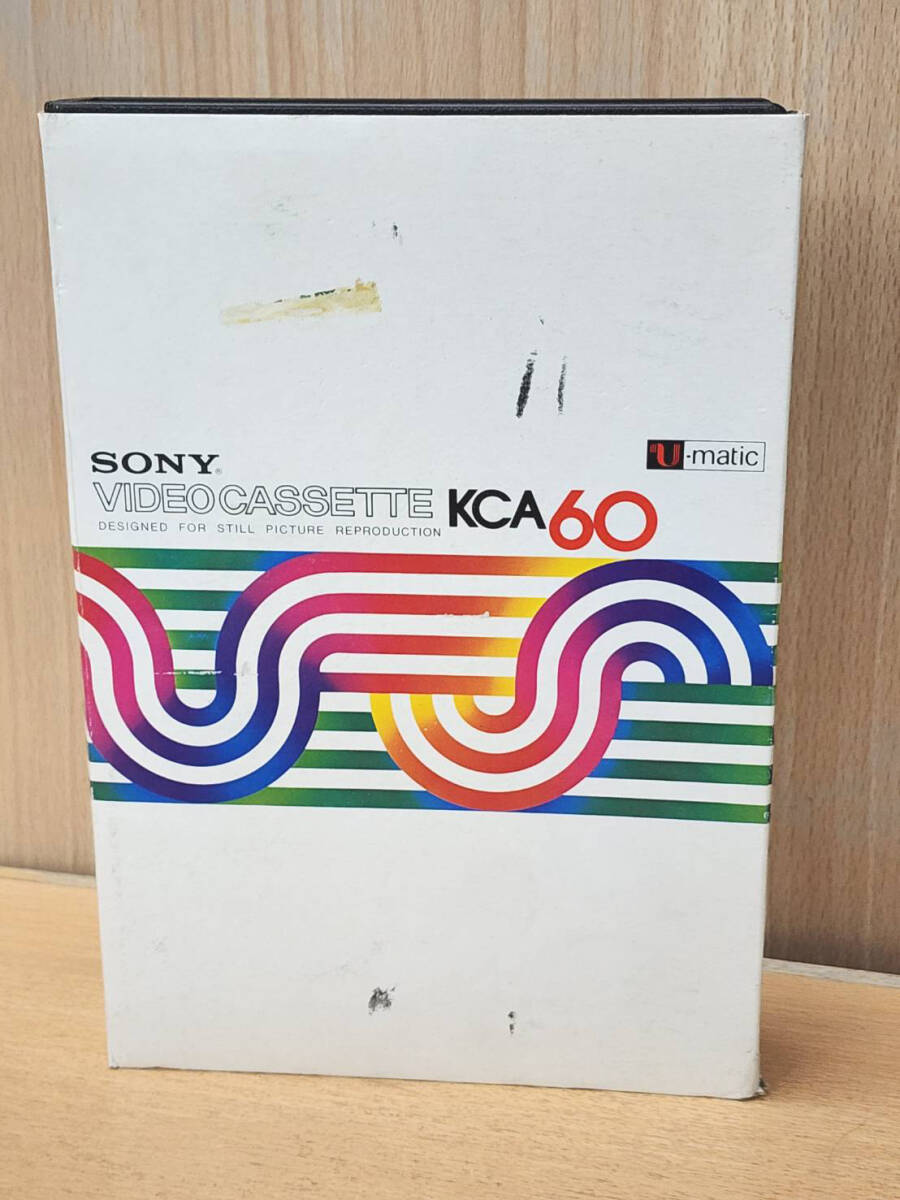 SONY®
U-matic
VIDEOCASSETTE KCA60
DESIGNED FOR STILL PICTURE REPRODUCTION